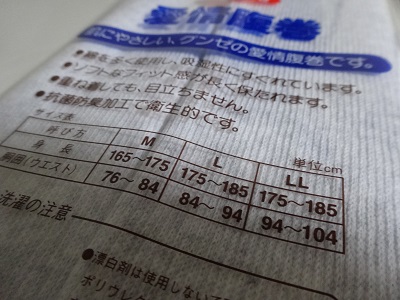 愛情腹巻
肌にやさしい、グンゼの愛情腹巻です。
●綿を多く使用し、吸湿性にすぐれています。
●ソフトなフィット感が長く保たれます。
●重ね着しても、目立ちません。
●抗菌防臭加工で衛生的です。
サイズ表 単位cm
呼び方 M L LL
身長 165〜175 175〜185 175〜185
胴囲(ウエスト) 76〜84 84〜94 94〜104
洗濯の注意
●漂白剤は使用しないで
ポリウレタ